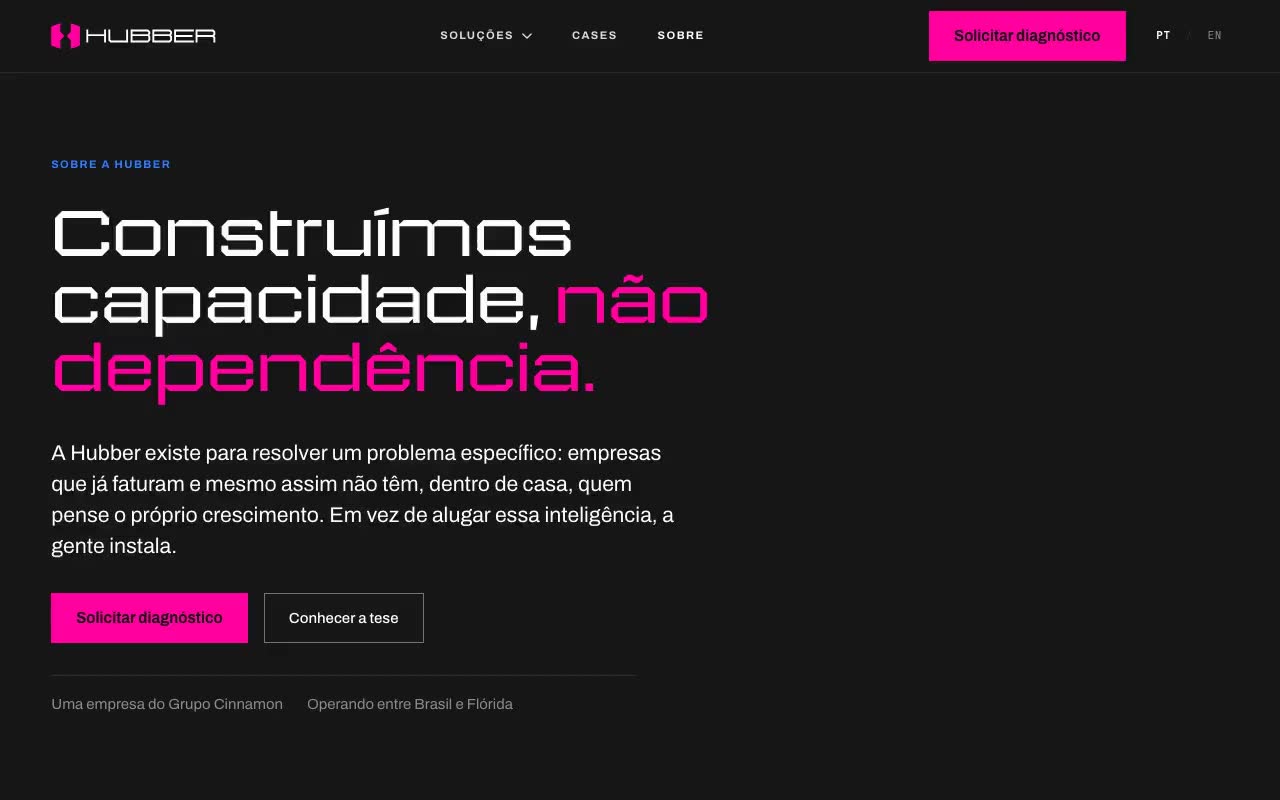 HUBBER
SOLUÇÕES
CASES
SOBRE
Solicitar diagnóstico
PT / EN
SOBRE A HUBBER
Construímos
capacidade, não
dependência.
A Hubber existe para resolver um problema específico: empresas
que já faturam e mesmo assim não têm, dentro de casa, quem
pense o próprio crescimento. Em vez de alugar essa inteligência, a
gente instala.
Solicitar diagnóstico
Conhecer a tese
Uma empresa do Grupo Cinnamon
Operando entre Brasil e Flórida